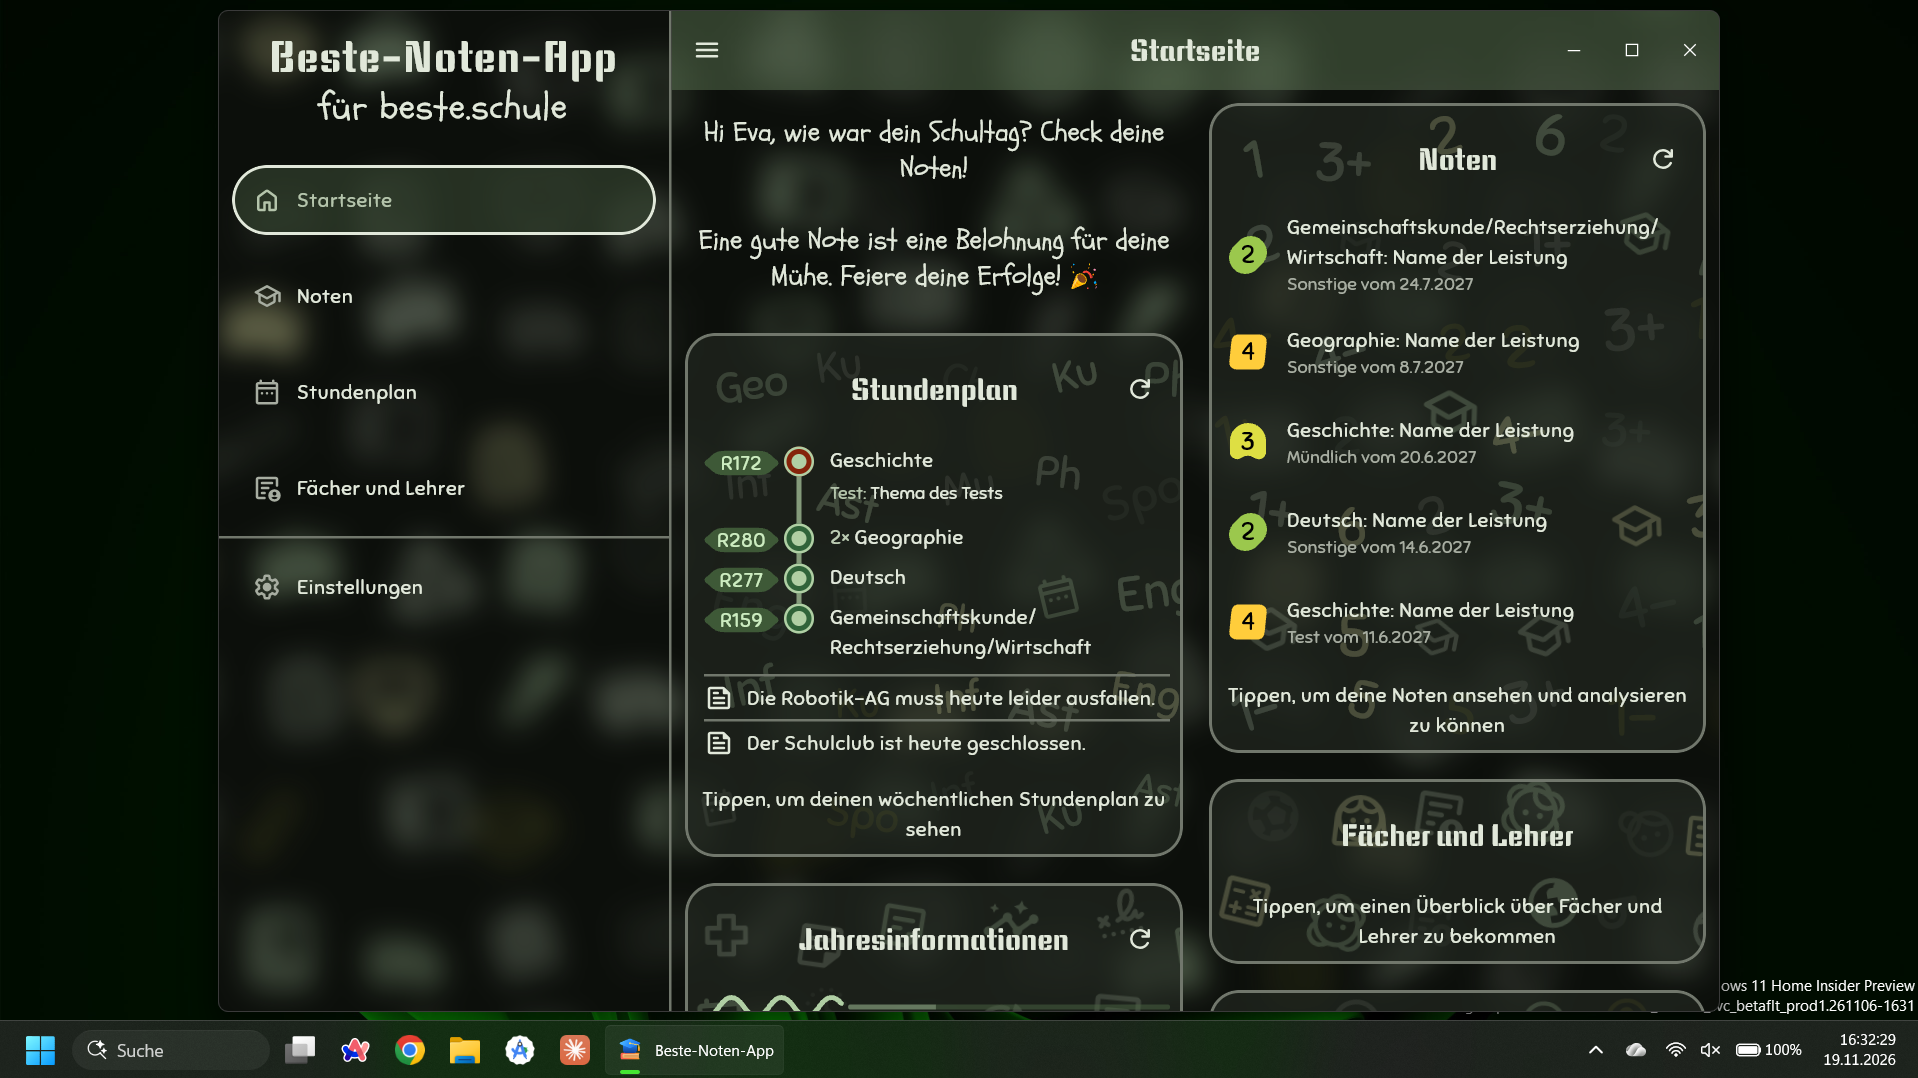 Beste-Noten-App
für beste.schule
Startseite
Noten
Stundenplan
Fächer und Lehrer
Einstellungen
Startseite
Hi Eva, wie war dein Schultag? Check deine
Noten!
Eine gute Note ist eine Belohnung für deine
Mühe. Feiere deine Erfolge! 🎉
Stundenplan
R172
Geschichte
Test: Thema des Tests
R280
2× Geographie
R277
Deutsch
R159
Gemeinschaftskunde/
Rechtserziehung/Wirtschaft
Die Robotik-AG muss heute leider ausfallen.
Der Schulclub ist heute geschlossen.
Tippen, um deinen wöchentlichen Stundenplan zu
sehen
Jahresinformationen
Noten
2
Gemeinschaftskunde/Rechtserziehung/
Wirtschaft: Name der Leistung
Sonstige vom 24.7.2027
4
Geographie: Name der Leistung
Sonstige vom 8.7.2027
3
Geschichte: Name der Leistung
Mündlich vom 20.6.2027
2
Deutsch: Name der Leistung
Sonstige vom 14.6.2027
4
Geschichte: Name der Leistung
Test vom 11.6.2027
Tippen, um deine Noten ansehen und analysieren
zu können
Fächer und Lehrer
Tippen, um einen Überblick über Fächer und
Lehrer zu bekommen
11 Home Insider Preview
Suche
Beste-Noten-App
100%
16:32:29
19.11.2026